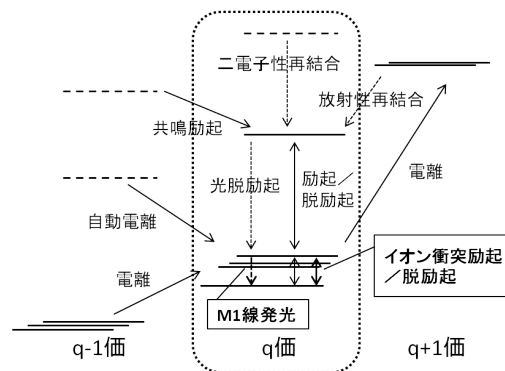 二電子性再結合
放射性再結合
共鳴励起
光脱励起
励起／
脱励起
電離
自動電離
電離
イオン衝突励起
／脱励起
M1線発光
q-1価
q価
q+1価